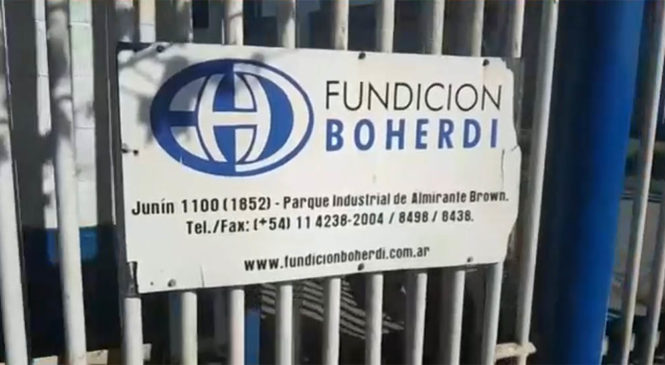 FUNDICION
BOHERDI
Junín 1100 (1852) - Parque Industrial de Almirante Brown.
Tel./Fax: (+54) 11 4238-2004 / 8498 / 8438.
www.fundicionboherdi.com.ar